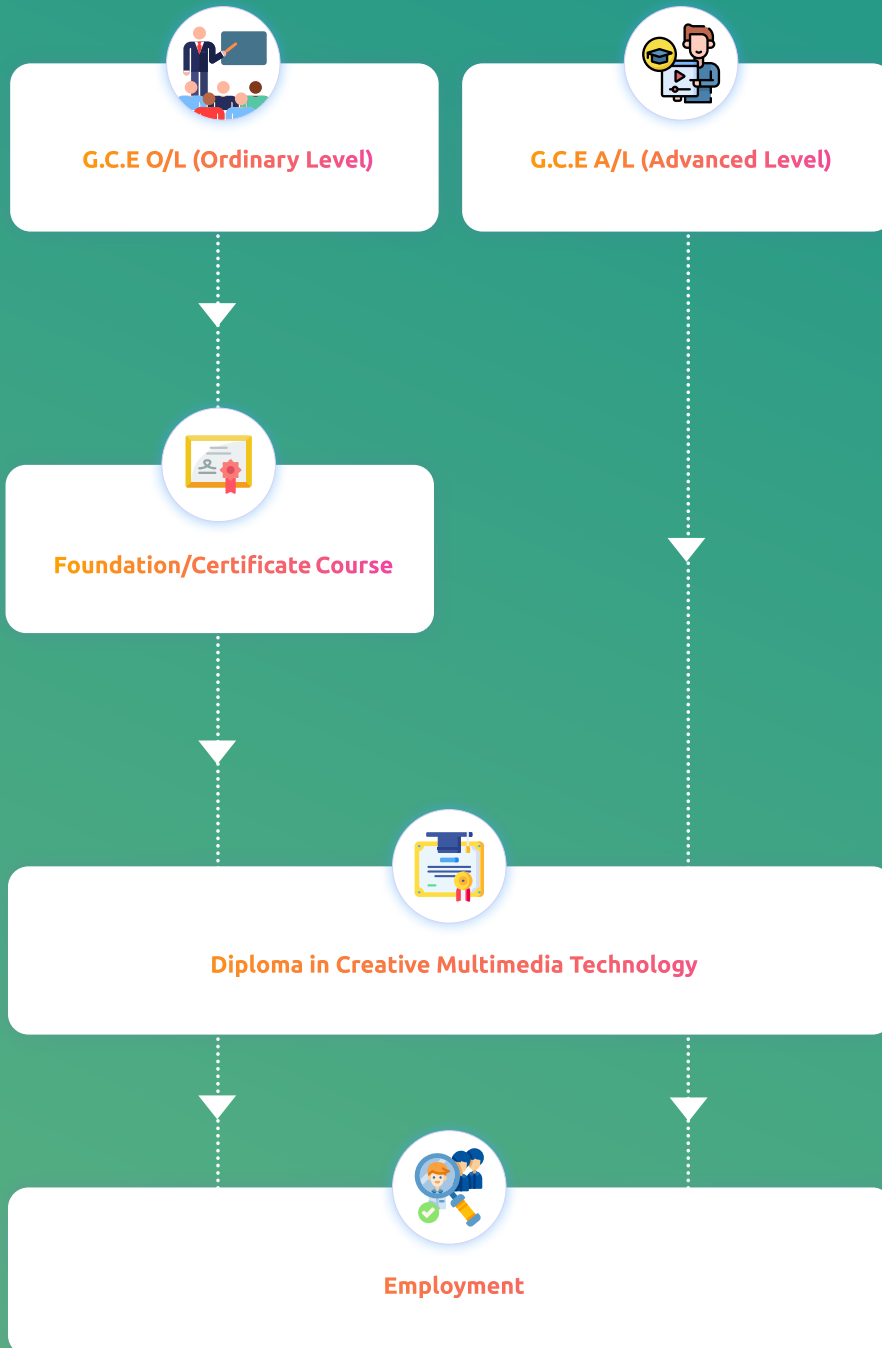 G.C.E O/L (Ordinary Level)
G.C.E A/L (Advanced Level)
Foundation/Certificate Course
Diploma in Creative Multimedia Technology
Employment